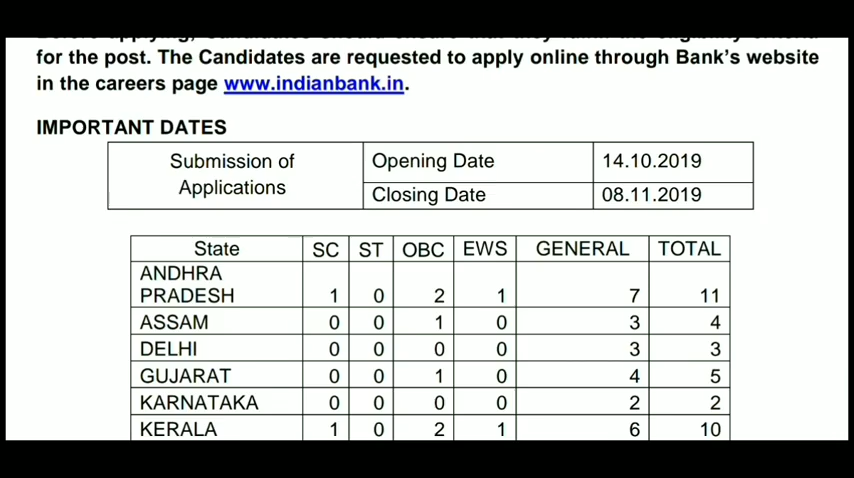 for the post. The Candidates are requested to apply online through Bank's website
in the careers page www.indianbank.in.
IMPORTANT DATES
Submission of Applications Opening Date 14.10.2019
Closing Date 08.11.2019
State SC ST OBC EWS GENERAL TOTAL
ANDHRA
PRADESH 1 0 2 1 7 11
ASSAM 0 0 1 0 3 4
DELHI 0 0 0 0 3 3
GUJARAT 0 0 1 0 4 5
KARNATAKA 0 0 0 0 2 2
KERALA 1 0 2 1 6 10